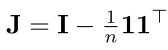 𝐉 = 𝐈 − 1/n 𝟏𝟏^⊤